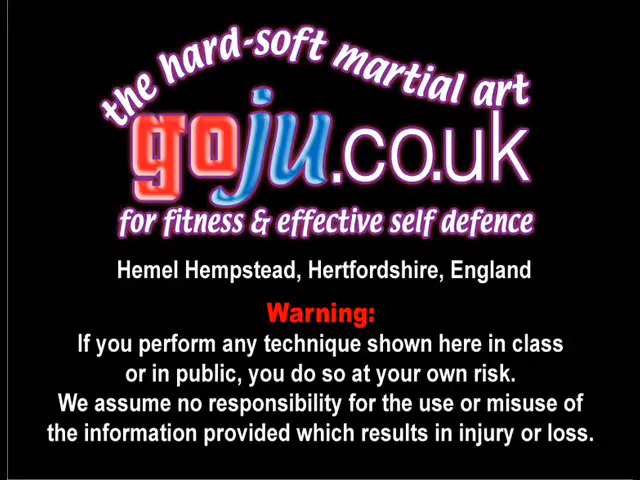 the hard-soft martial art
goju.co.uk
for fitness & effective self defence
Hemel Hempstead, Hertfordshire, England
Warning:
If you perform any technique shown here in class
or in public, you do so at your own risk.
We assume no responsibility for the use or misuse of
the information provided which results in injury or loss.